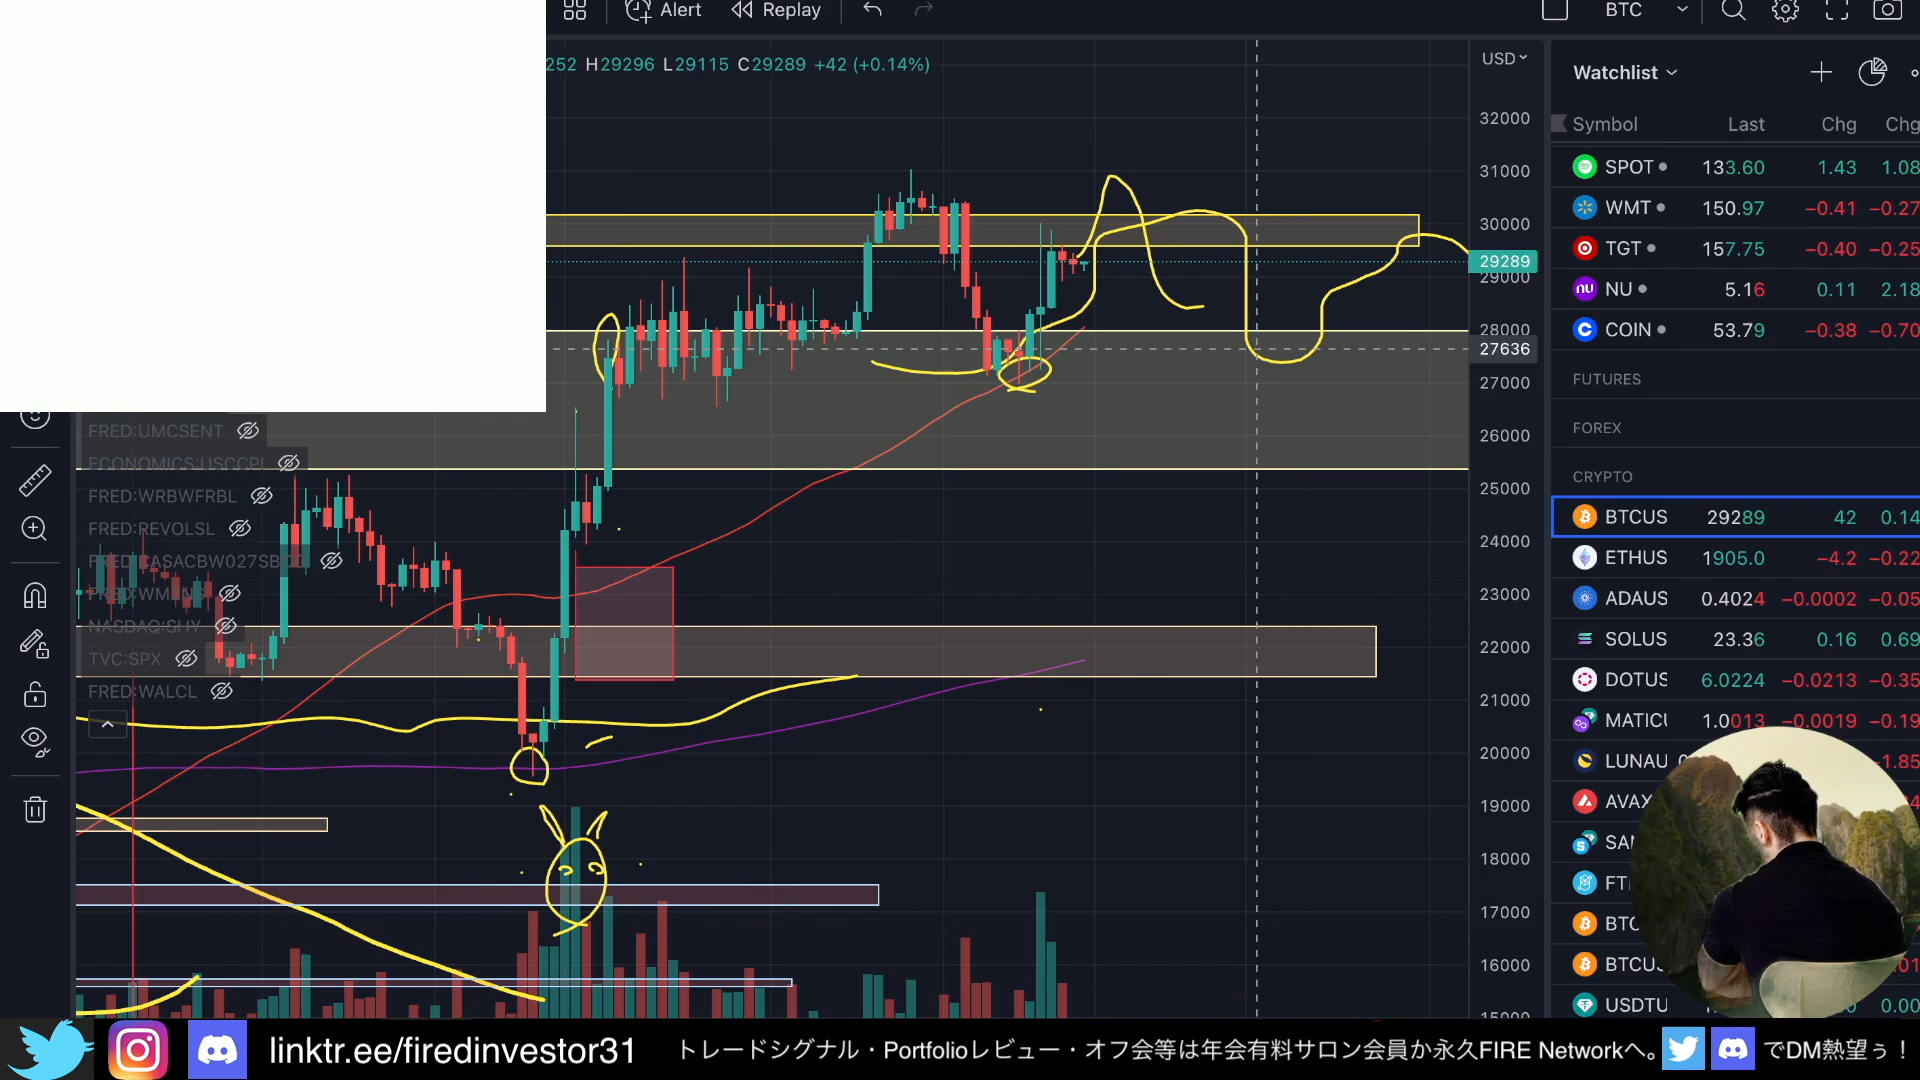 Alert
Replay
BTC
252 H29296 L29115 C29289 +42 (+0.14%)
USD
32000
31000
30000
29289
29000
28000
27636
27000
26000
25000
24000
23000
22000
21000
20000
19000
18000
17000
16000
15000
FRED:UMCSENT
ECONOMICS:USCCPI
FRED:WRBWFRBL
FRED:REVOLSL
NASDAQ:SHY
TVC:SPX
FRED:WALCL
Watchlist
Symbol Last Chg Chg
SPOT 133.60 1.43 1.08
WMT 150.97 −0.41 −0.27
TGT 157.75 −0.40 −0.25
NU 5.16 0.11 2.18
COIN 53.79 −0.38 −0.70
FUTURES
FOREX
CRYPTO
BTCUS 29289 42 0.14
ETHUS 1905.0 −4.2 −0.22
ADAUS 0.4024 −0.0002 −0.05
SOLUS 23.36 0.16 0.69
DOTUS 6.0224 −0.0213 −0.35
MATICU 1.0013 −0.0019 −0.19
LUNAU
AVAX
SAN
BTC
BTCUS
USDTU 0.00
linktr.ee/firedinvestor31
トレードシグナル・Portfolioレビュー・オフ会等は年会有料サロン会員か永久FIRE Networkへ。
でDM熱望ぅ！